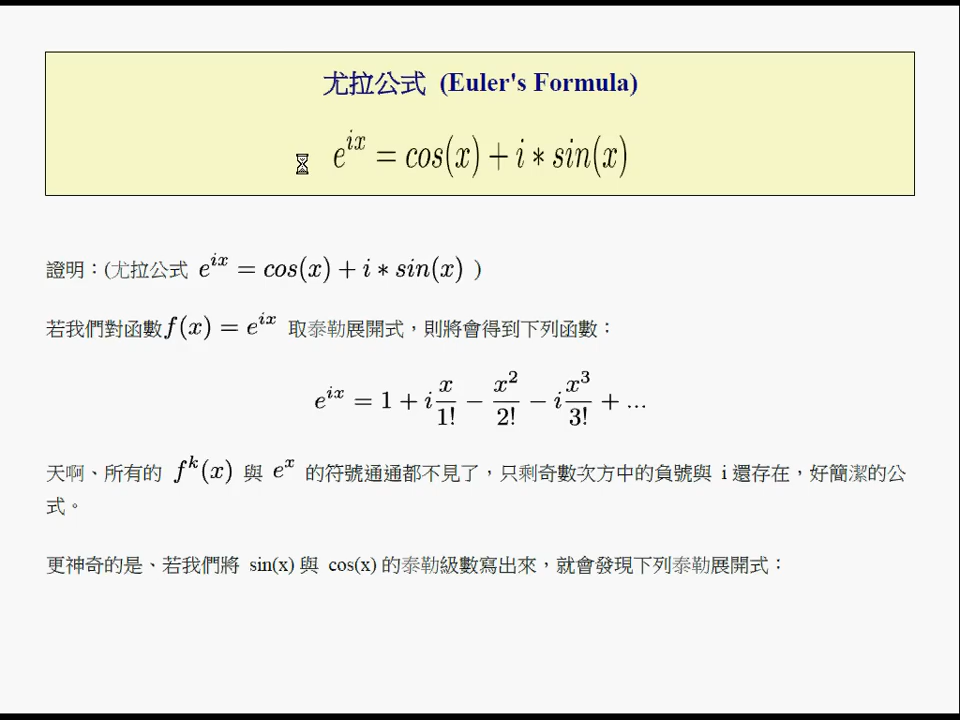 尤拉公式 (Euler's Formula)
e^{ix} = cos(x) + i * sin(x)
證明：(尤拉公式 e^{ix} = cos(x) + i * sin(x) )
若我們對函數 f(x) = e^{ix} 取泰勒展開式，則將會得到下列函數：
e^{ix} = 1 + i\frac{x}{1!} − \frac{x^2}{2!} − i\frac{x^3}{3!} + ...
天啊、所有的 f^k(x) 與 e^x 的符號通通都不見了，只剩奇數次方中的負號與 i 還存在，好簡潔的公
式。
更神奇的是、若我們將 sin(x) 與 cos(x) 的泰勒級數寫出來，就會發現下列泰勒展開式：